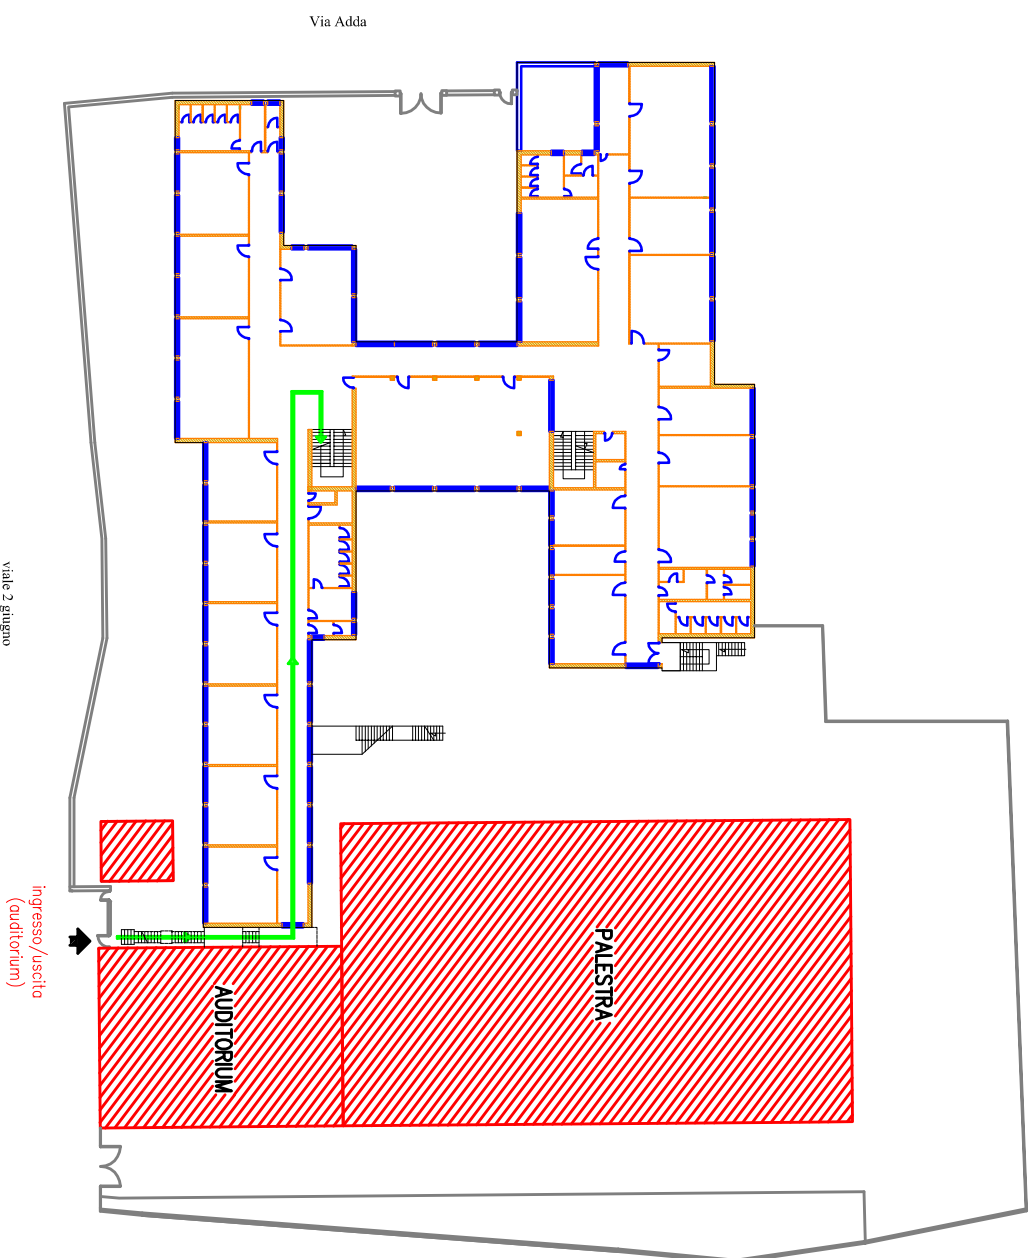 Via Adda
viale 2 giugno
ingresso/uscita
(auditorium)
PALESTRA
AUDITORIUM